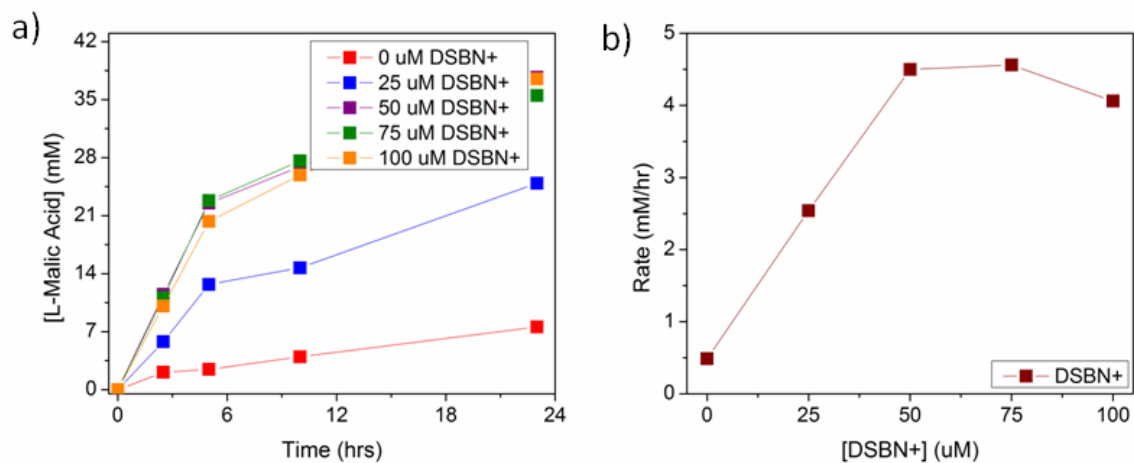 a)
[L-Malic Acid] (mM)
42
35
28
21
14
7
0
0 uM DSBN+
25 uM DSBN+
50 uM DSBN+
75 uM DSBN+
100 uM DSBN+
0 6 12 18 24
Time (hrs)
b)
Rate (mM/hr)
5
4
3
2
1
0
DSBN+
0 25 50 75 100
[DSBN+] (uM)